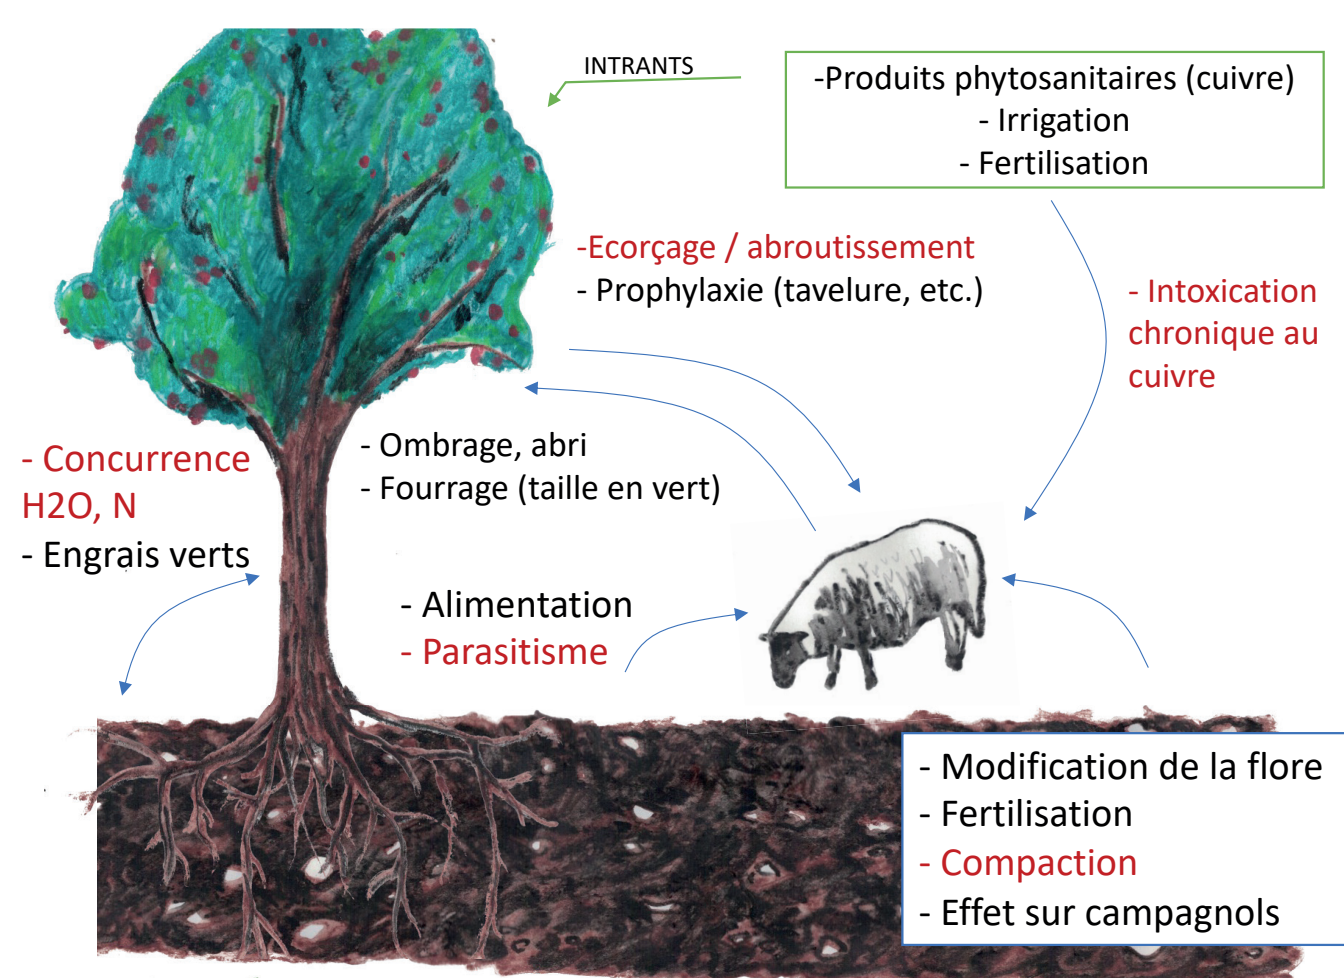 INTRANTS
-Produits phytosanitaires (cuivre)
- Irrigation
- Fertilisation
-Ecorçage / abroutissement
- Prophylaxie (tavelure, etc.)
- Intoxication
chronique au
cuivre
- Ombrage, abri
- Fourrage (taille en vert)
- Concurrence
H2O, N
- Engrais verts
- Alimentation
- Parasitisme
- Modification de la flore
- Fertilisation
- Compaction
- Effet sur campagnols